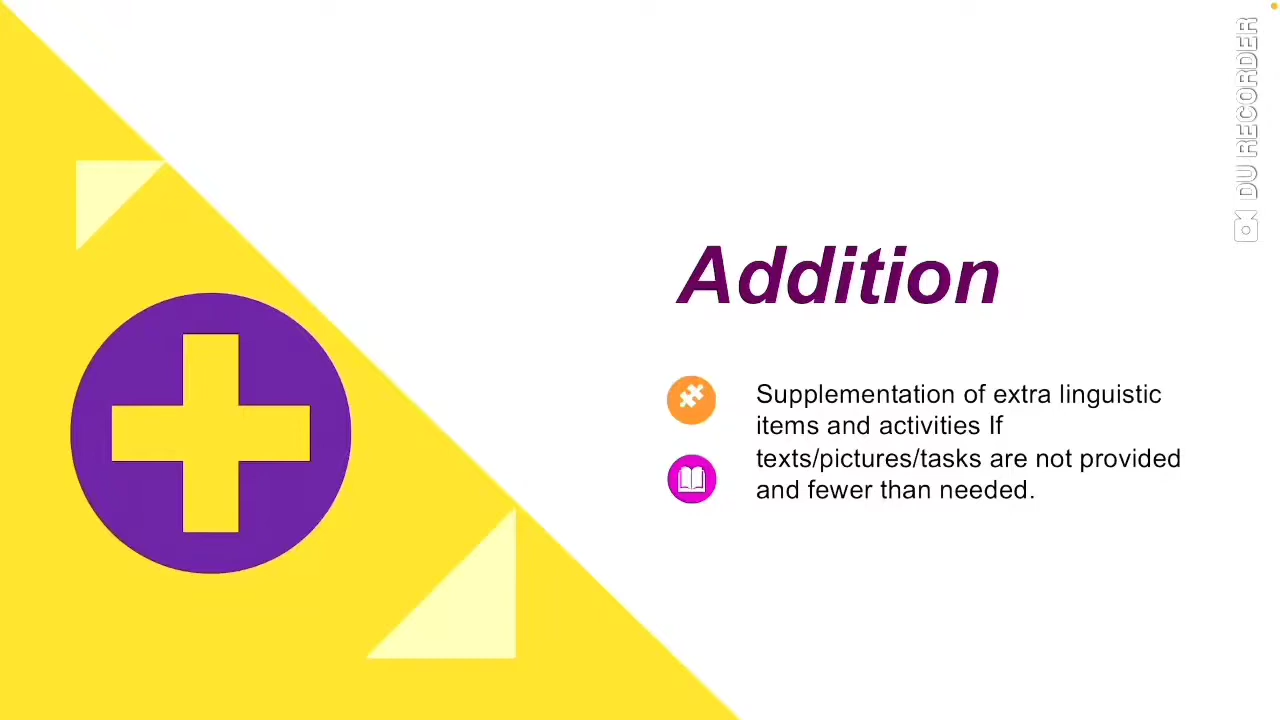 DU RECORDER
Addition
Supplementation of extra linguistic
items and activities If
texts/pictures/tasks are not provided
and fewer than needed.